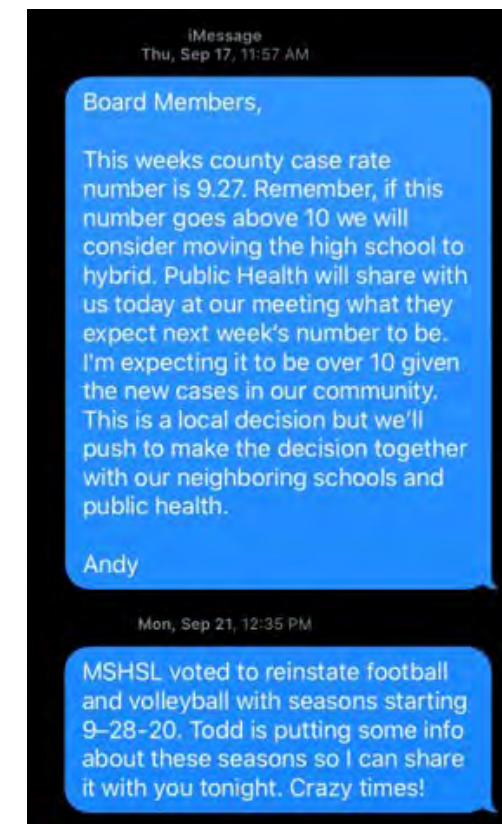 iMessage
Thu, Sep 17, 11:57 AM
Board Members,
This weeks county case rate
number is 9.27. Remember, if this
number goes above 10 we will
consider moving the high school to
hybrid. Public Health will share with
us today at our meeting what they
expect next week's number to be.
I'm expecting it to be over 10 given
the new cases in our community.
This is a local decision but we'll
push to make the decision together
with our neighboring schools and
public health.
Andy
Mon, Sep 21, 12:35 PM
MSHSL voted to reinstate football
and volleyball with seasons starting
9–28-20. Todd is putting some info
about these seasons so I can share
it with you tonight. Crazy times!